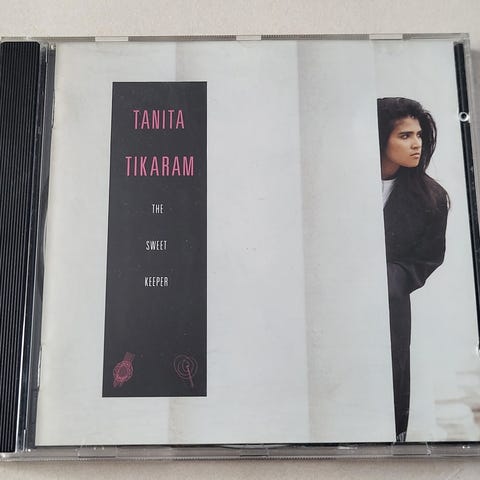 TANITA
TIKARAM
THE
SWEET
KEEPER